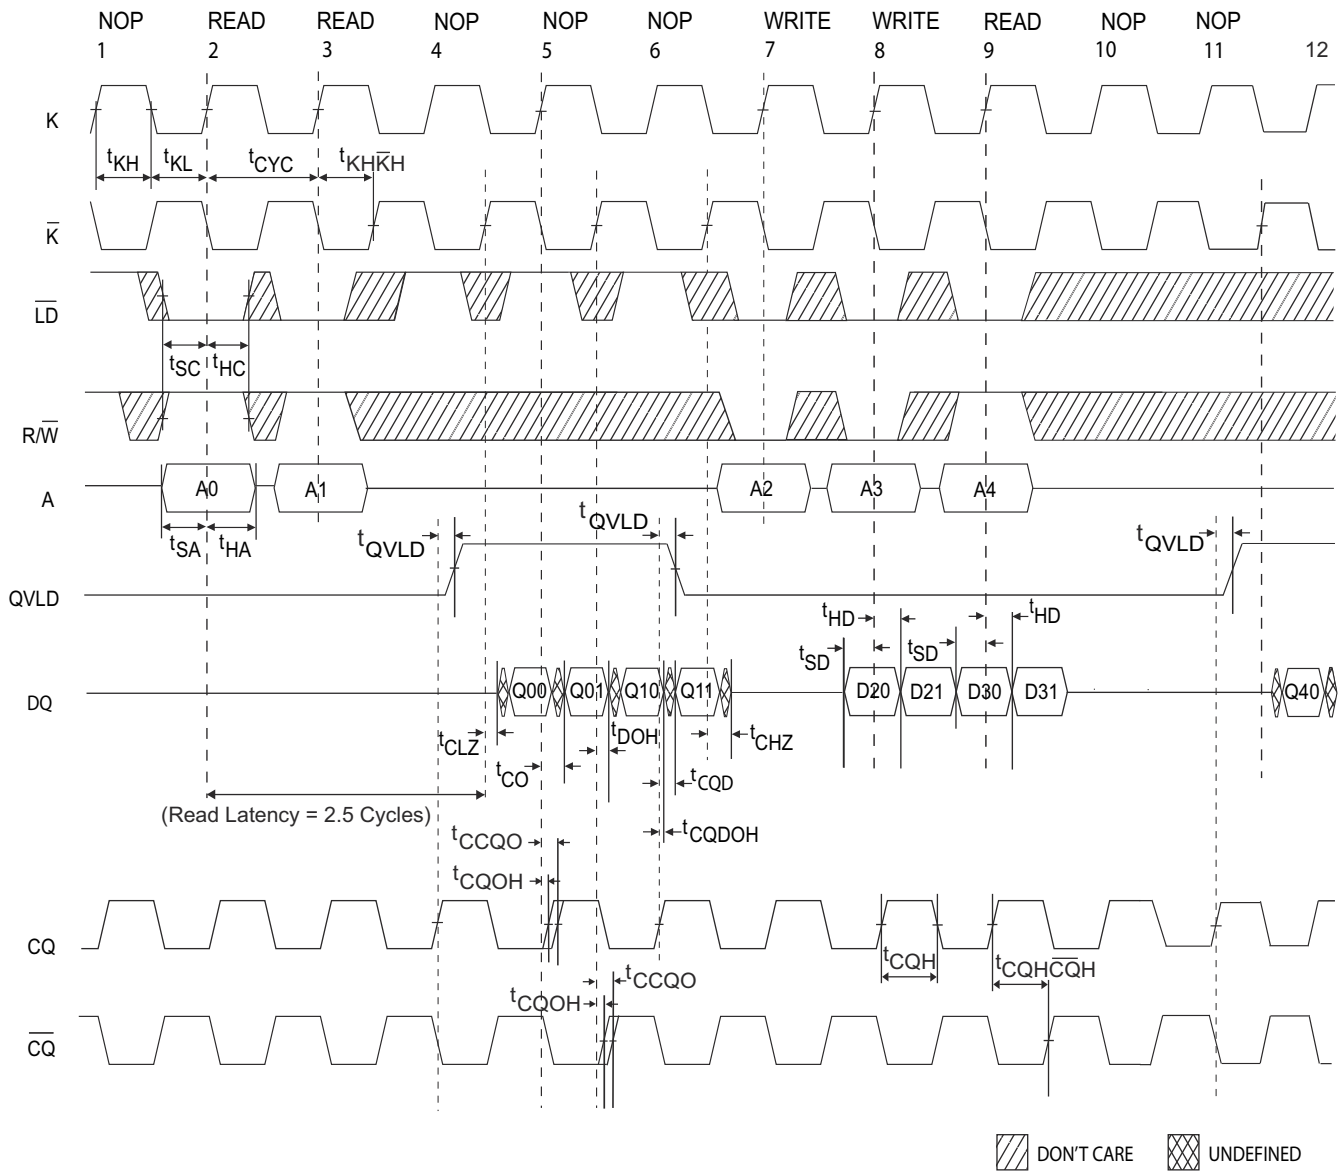 NOP READ READ NOP NOP NOP WRITE WRITE READ NOP NOP
1 2 3 4 5 6 7 8 9 10 11 12
K
tKH tKL tCYC tKHK̅H
K̅
L̅D̅
tSC tHC
R/W̅
A A0 A1 A2 A3 A4
tSA tHA tQVLD tQVLD tQVLD
QVLD
tHD tHD
tSD tSD
DQ Q00 Q01 Q10 Q11 D20 D21 D30 D31 Q40
tCLZ tDOH tCHZ
tCO tCQD
(Read Latency = 2.5 Cycles)
tCQDOH
tCCQO
tCQOH
CQ
tCQH tCQHC̅Q̅H
tCCQO
tCQOH
C̅Q̅
DON'T CARE UNDEFINED